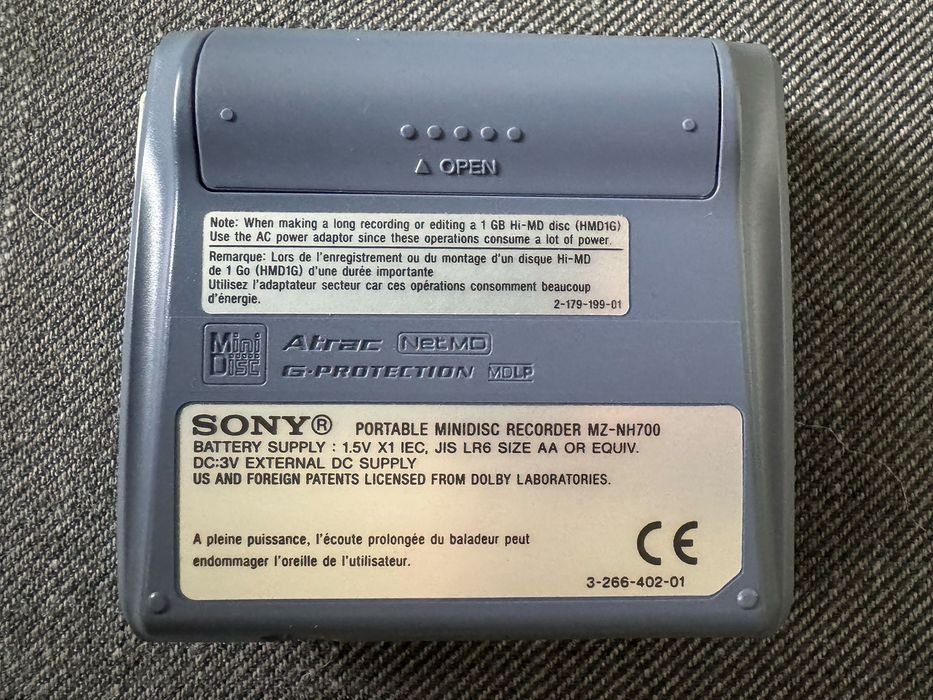 △ OPEN
Note: When making a long recording or editing a 1 GB Hi-MD disc (HMD1G)
Use the AC power adaptor since these operations consume a lot of power.
Remarque: Lors de l'enregistrement ou du montage d'un disque Hi-MD
de 1 Go (HMD1G) d'une durée importante
Utilisez l'adaptateur secteur car ces opérations consomment beaucoup
d'énergie.
2-179-199-01
Mini
Disc
Atrac NetMD
G-PROTECTION MDLP
SONY® PORTABLE MINIDISC RECORDER MZ-NH700
BATTERY SUPPLY : 1.5V X1 IEC, JIS LR6 SIZE AA OR EQUIV.
DC:3V EXTERNAL DC SUPPLY
US AND FOREIGN PATENTS LICENSED FROM DOLBY LABORATORIES.
A pleine puissance, l'écoute prolongée du baladeur peut
endommager l'oreille de l'utilisateur.
CE
3-266-402-01